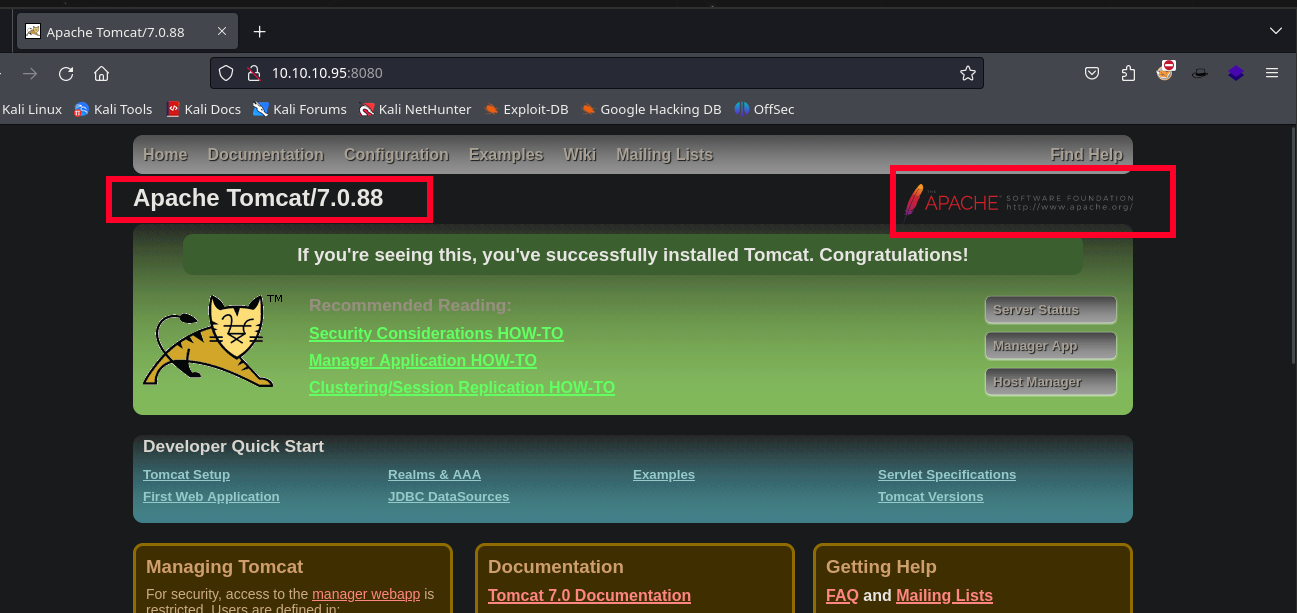 Apache Tomcat/7.0.88
10.10.10.95:8080
Kali Linux Kali Tools Kali Docs Kali Forums Kali NetHunter Exploit-DB Google Hacking DB OffSec
Home Documentation Configuration Examples Wiki Mailing Lists Find Help
Apache Tomcat/7.0.88
THE
APACHE SOFTWARE FOUNDATION
http://www.apache.org/
If you're seeing this, you've successfully installed Tomcat. Congratulations!
TM
Recommended Reading:
Security Considerations HOW-TO
Manager Application HOW-TO
Clustering/Session Replication HOW-TO
Server Status
Manager App
Host Manager
Developer Quick Start
Tomcat Setup Realms & AAA Examples Servlet Specifications
First Web Application JDBC DataSources Tomcat Versions
Managing Tomcat
For security, access to the manager webapp is
restricted. Users are defined in:
Documentation
Tomcat 7.0 Documentation
Getting Help
FAQ and Mailing Lists